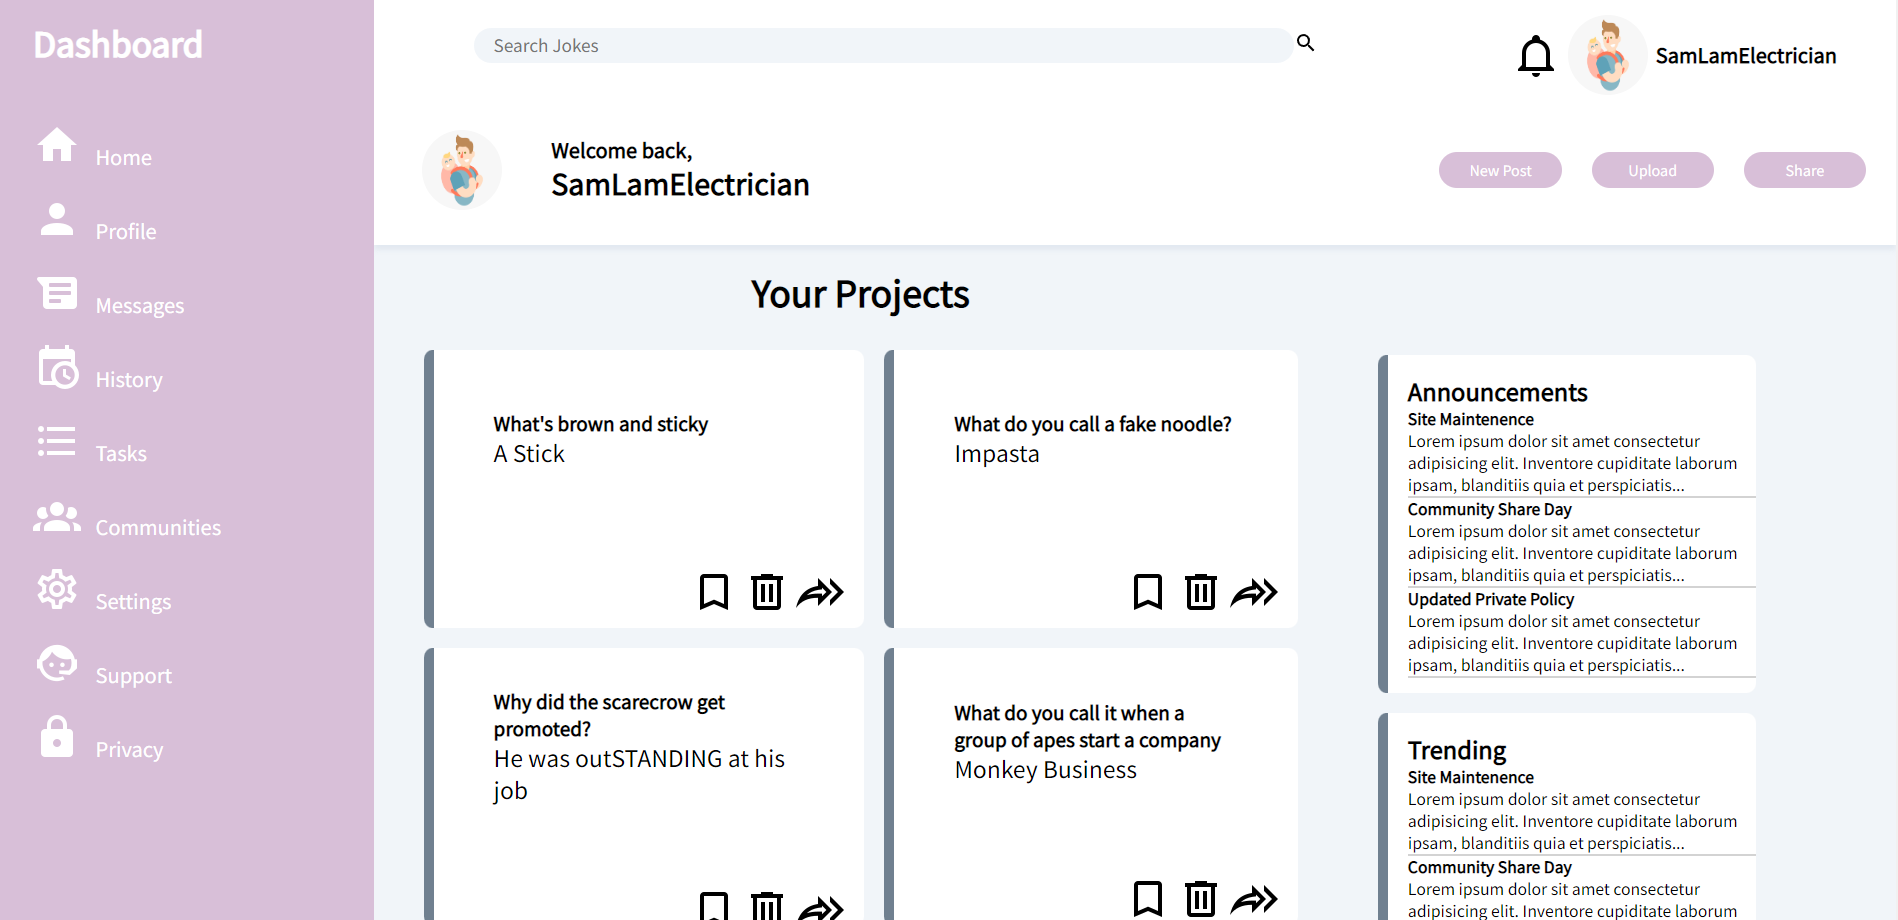 Dashboard
Home
Profile
Messages
History
Tasks
Communities
Settings
Support
Privacy
Search Jokes
SamLamElectrician
Welcome back,
SamLamElectrician
New Post
Upload
Share
Your Projects
What's brown and sticky
A Stick
What do you call a fake noodle?
Impasta
Why did the scarecrow get
promoted?
He was outSTANDING at his
job
What do you call it when a
group of apes start a company
Monkey Business
Announcements
Site Maintenence
Lorem ipsum dolor sit amet consectetur
adipisicing elit. Inventore cupiditate laborum
ipsam, blanditiis quia et perspiciatis...
Community Share Day
Lorem ipsum dolor sit amet consectetur
adipisicing elit. Inventore cupiditate laborum
ipsam, blanditiis quia et perspiciatis...
Updated Private Policy
Lorem ipsum dolor sit amet consectetur
adipisicing elit. Inventore cupiditate laborum
ipsam, blanditiis quia et perspiciatis...
Trending
Site Maintenence
Lorem ipsum dolor sit amet consectetur
adipisicing elit. Inventore cupiditate laborum
ipsam, blanditiis quia et perspiciatis...
Community Share Day
Lorem ipsum dolor sit amet consectetur
adipisicing elit. Inventore cupiditate laborum